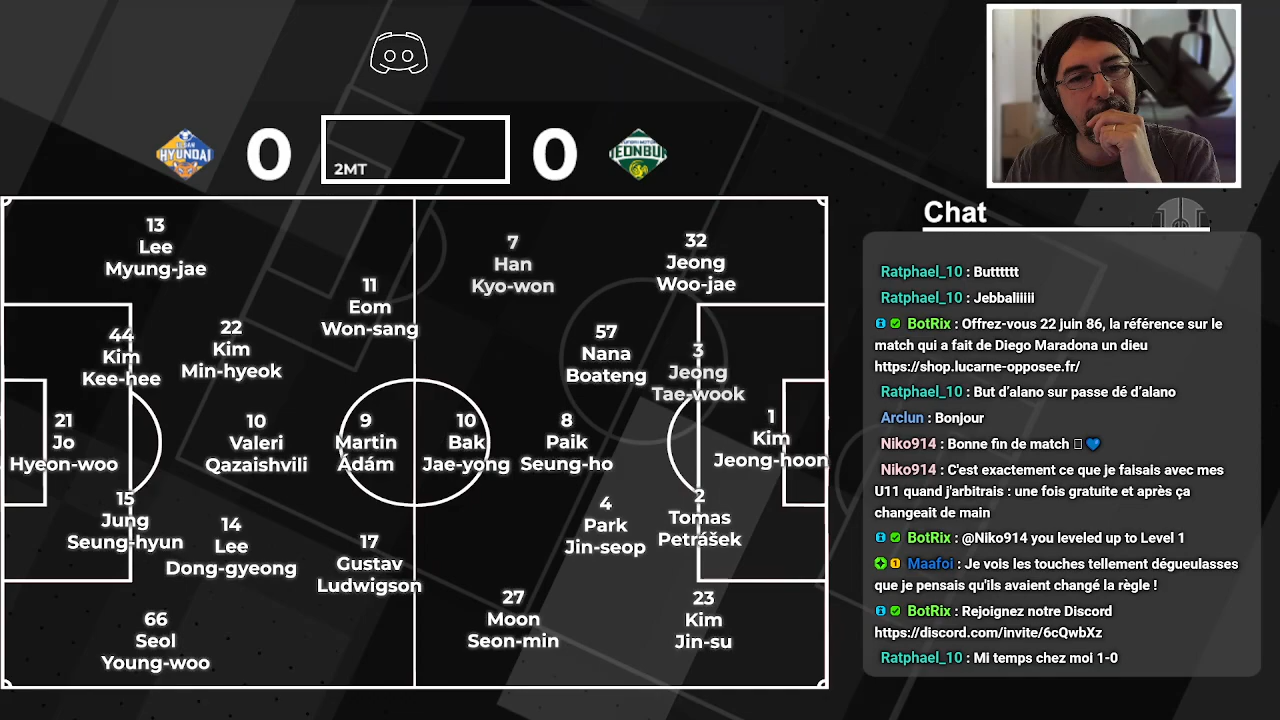 HYUNDAI
0
2MT
0
JEONBUK
13
Lee
Myung-jae
44
Kim
Kee-hee
22
Kim
Min-hyeok
11
Eom
Won-sang
21
Jo
Hyeon-woo
10
Valeri
Qazaishvili
9
Martin
Ádám
15
Jung
Seung-hyun
14
Lee
Dong-gyeong
17
Gustav
Ludwigson
66
Seol
Young-woo
7
Han
Kyo-won
32
Jeong
Woo-jae
57
Nana
Boateng
3
Jeong
Tae-wook
10
Bak
Jae-yong
8
Paik
Seung-ho
1
Kim
Jeong-hoon
4
Park
Jin-seop
2
Tomas
Petrášek
27
Moon
Seon-min
23
Kim
Jin-su
Chat
Ratphael_10 : Butttttt
Ratphael_10 : Jebbaliiiii
BotRix : Offrez-vous 22 juin 86, la référence sur le
match qui a fait de Diego Maradona un dieu
https://shop.lucarne-opposee.fr/
Ratphael_10 : But d’alano sur passe dé d’alano
Arclun : Bonjour
Niko914 : Bonne fin de match 💙
Niko914 : C'est exactement ce que je faisais avec mes
U11 quand j'arbitrais : une fois gratuite et après ça
changeait de main
BotRix : @Niko914 you leveled up to Level 1
1 Maafoi : Je vois les touches tellement dégueulasses
que je pensais qu'ils avaient changé la règle !
BotRix : Rejoignez notre Discord
https://discord.com/invite/6cQwbXz
Ratphael_10 : Mi temps chez moi 1-0